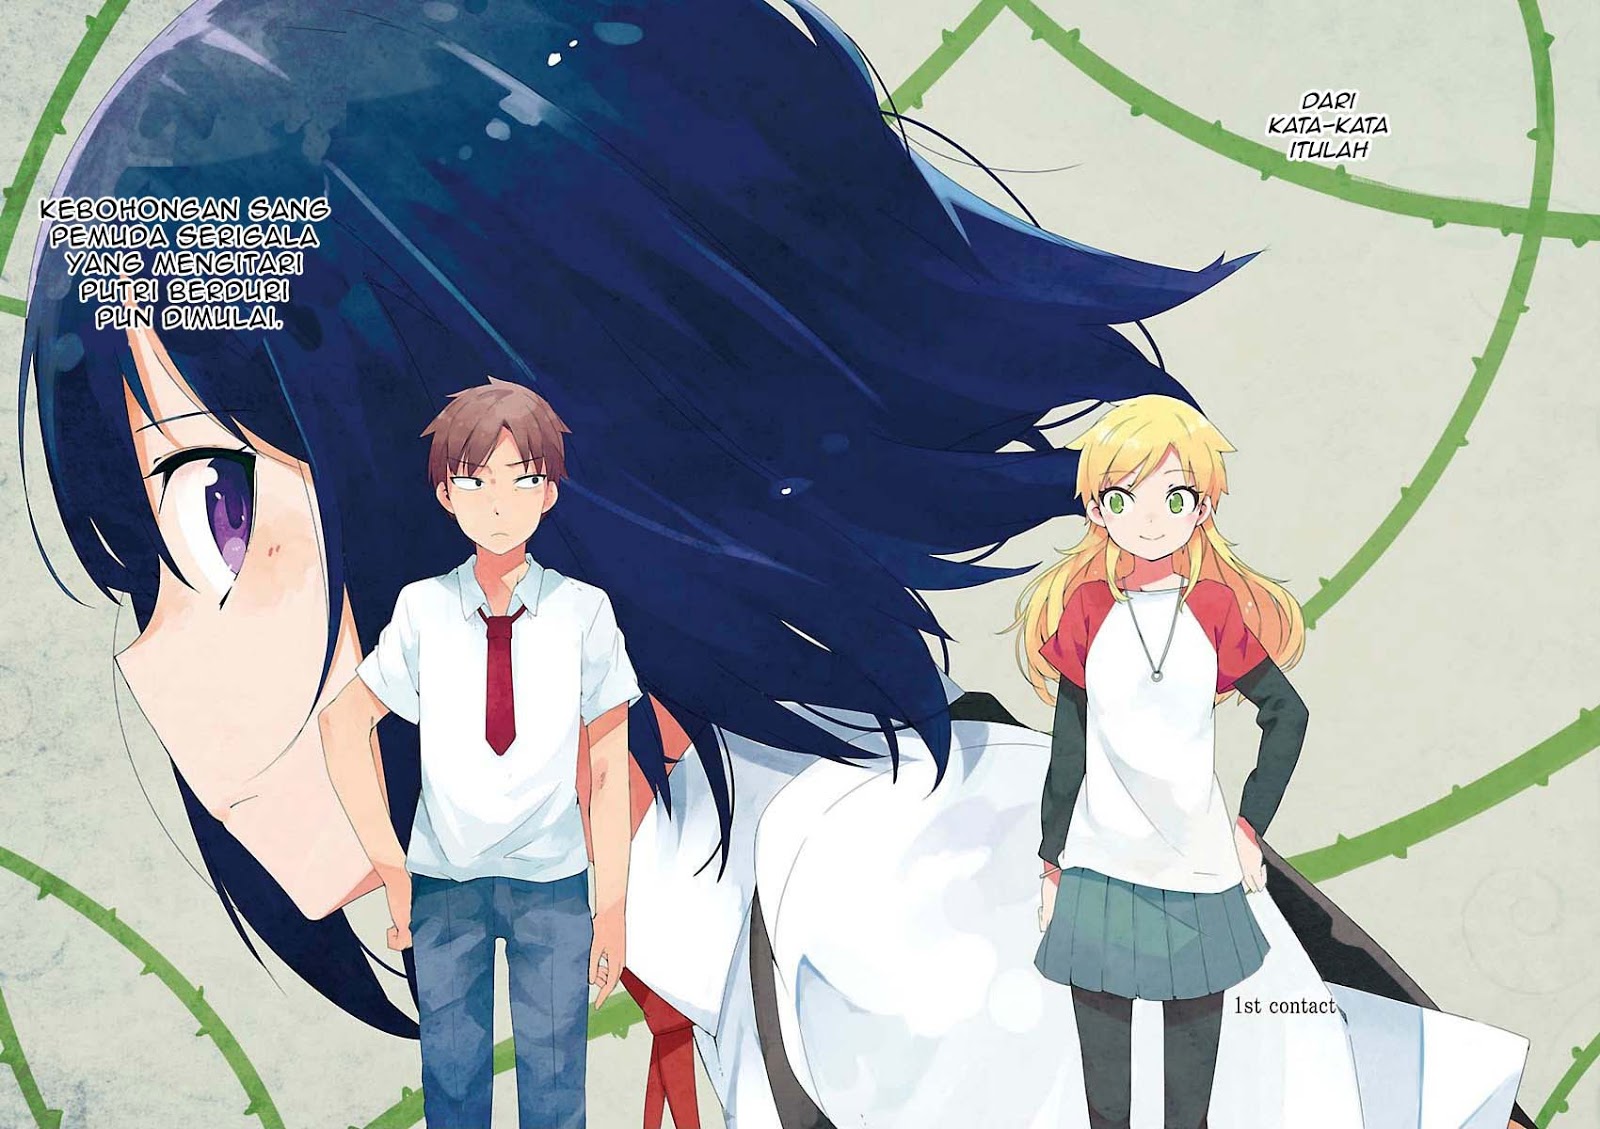 DARI
KATA-KATA
ITULAH
KEBOHONGAN SANG
PEMUDA SERIGALA
YANG MENGITARI
PUTRI BERDURI
PUN DIMULAI.
1st contact